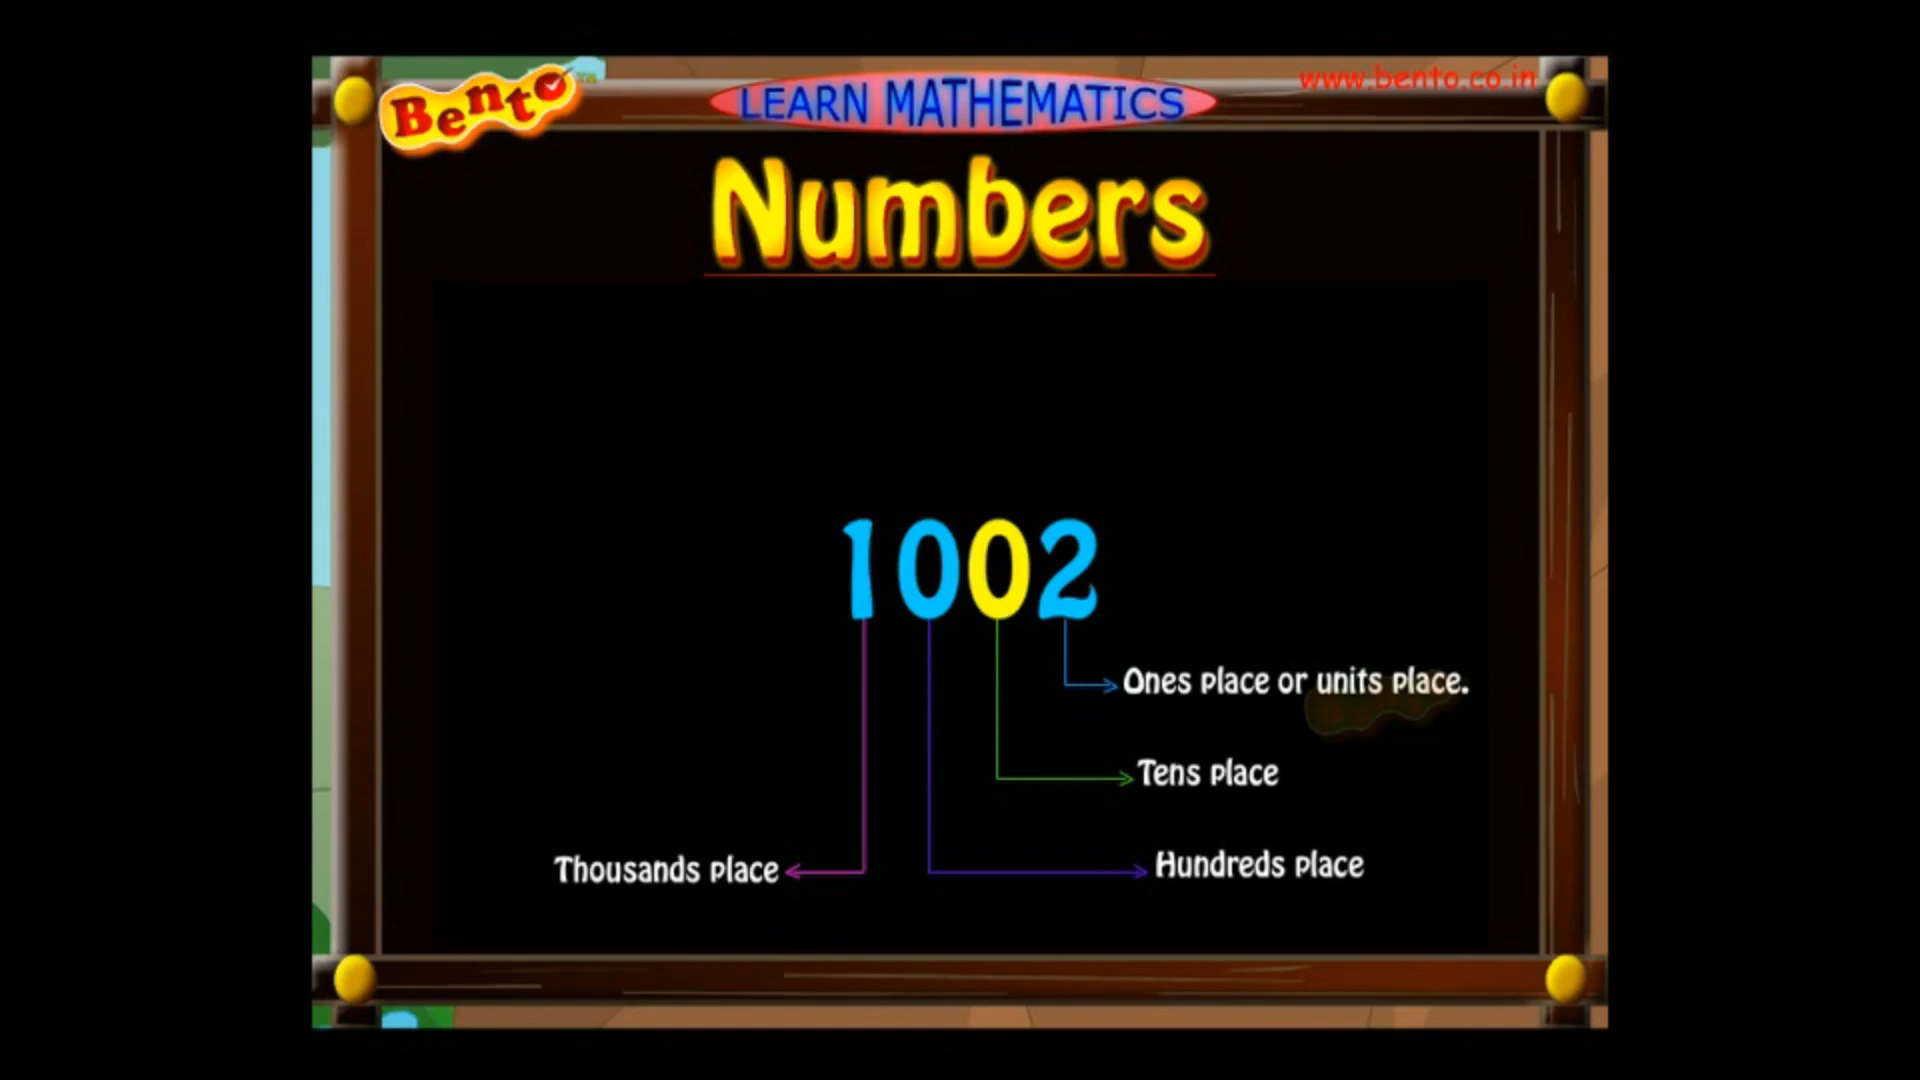 Bento™
LEARN MATHEMATICS
www.bento.co.in
Numbers
1002
Ones place or units place.
Tens place
Hundreds place
Thousands place